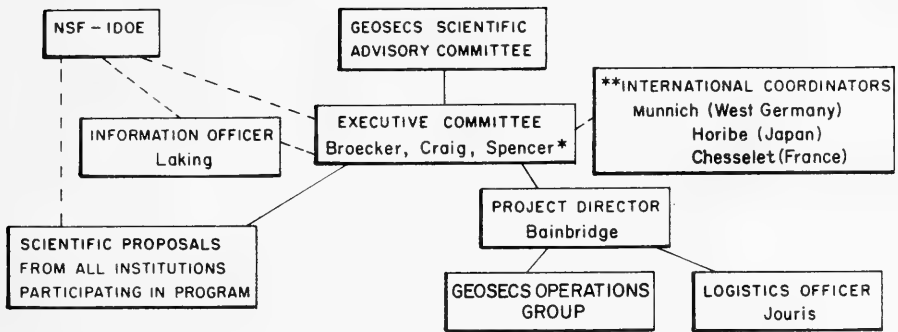 NSF - IDOE
GEOSECS SCIENTIFIC
ADVISORY COMMITTEE
**INTERNATIONAL COORDINATORS
Munnich (West Germany)
Horibe (Japan)
Chesselet (France)
INFORMATION OFFICER
Laking
EXECUTIVE COMMITTEE
Broecker, Craig, Spencer*
PROJECT DIRECTOR
Bainbridge
SCIENTIFIC PROPOSALS
FROM ALL INSTITUTIONS
PARTICIPATING IN PROGRAM
GEOSECS OPERATIONS
GROUP
LOGISTICS OFFICER
Jouris